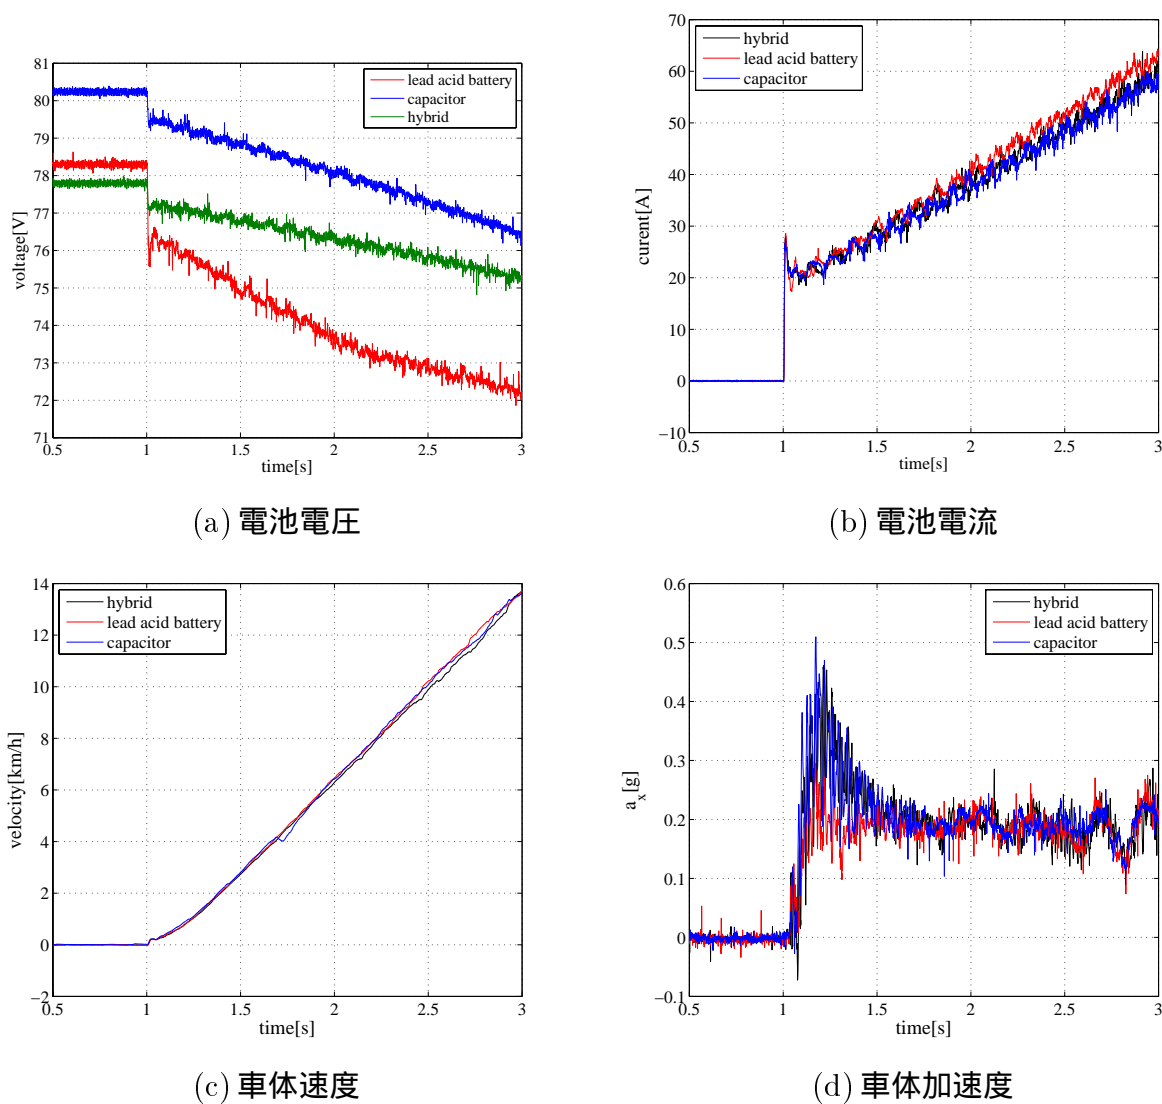 81
80
79
78
77
76
75
74
73
72
71
voltage[V]
lead acid battery
capacitor
hybrid
0.5 1 1.5 2 2.5 3
time[s]
(a) 電池電圧
70
60
50
40
30
20
10
0
−10
curent[A]
hybrid
lead acid battery
capacitor
0.5 1 1.5 2 2.5 3
time[s]
(b) 電池電流
14
12
10
8
6
4
2
0
−2
velocity[km/h]
hybrid
lead acid battery
capacitor
0.5 1 1.5 2 2.5 3
time[s]
(c) 車体速度
0.6
0.5
0.4
0.3
0.2
0.1
0
−0.1
a_x[g]
hybrid
lead acid battery
capacitor
0.5 1 1.5 2 2.5 3
time[s]
(d) 車体加速度